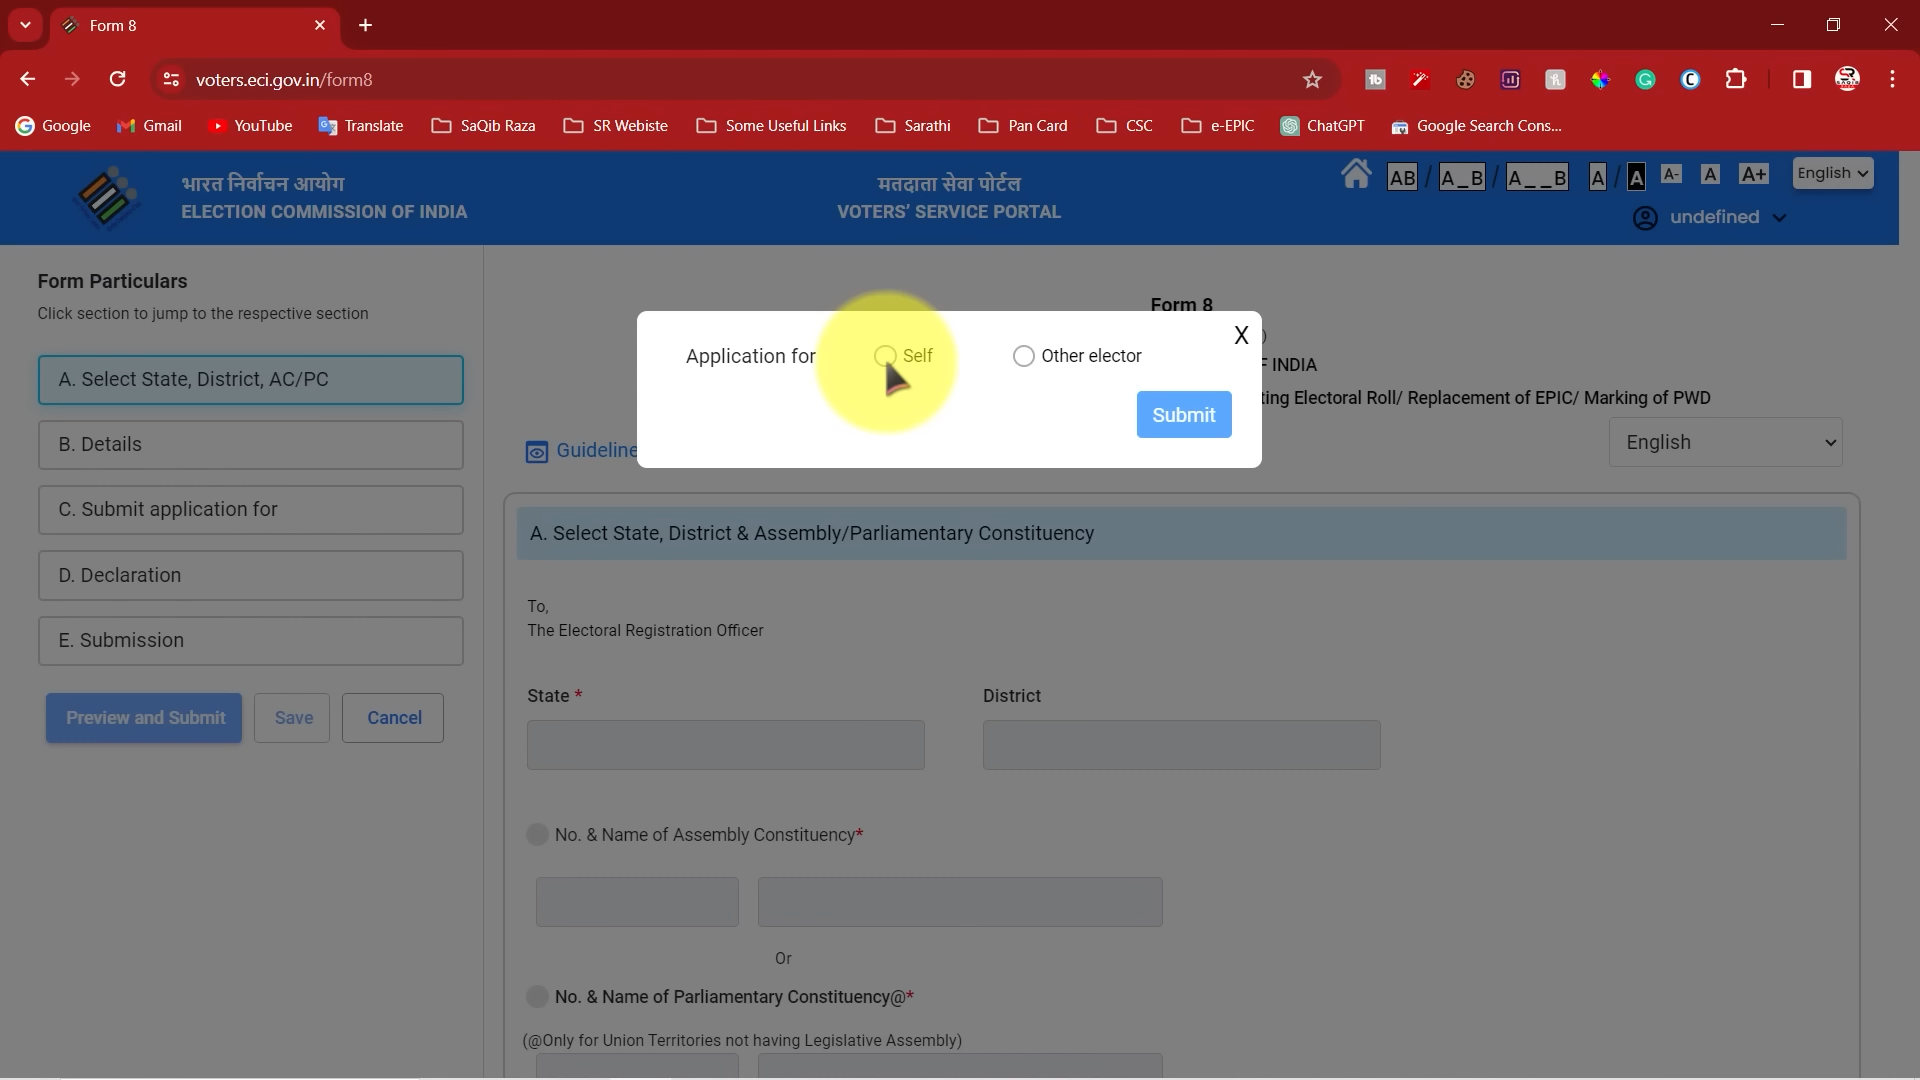 Form 8
voters.eci.gov.in/form8
Google Gmail YouTube Translate SaQib Raza SR Webiste Some Useful Links Sarathi Pan Card CSC e-EPIC ChatGPT Google Search Cons...
भारत निर्वाचन आयोग
ELECTION COMMISSION OF INDIA
मतदाता सेवा पोर्टल
VOTERS' SERVICE PORTAL
AB / A_B / A__B A / A A- A A+ English
undefined
Form Particulars
Click section to jump to the respective section
A. Select State, District, AC/PC
B. Details
C. Submit application for
D. Declaration
E. Submission
Preview and Submit Save Cancel
Form 8
)
F INDIA
ting Electoral Roll/ Replacement of EPIC/ Marking of PWD
X
Application for Self Other elector
Submit
Guideline
English
A. Select State, District & Assembly/Parliamentary Constituency
To,
The Electoral Registration Officer
State * District
No. & Name of Assembly Constituency*
Or
No. & Name of Parliamentary Constituency@*
(@Only for Union Territories not having Legislative Assembly)